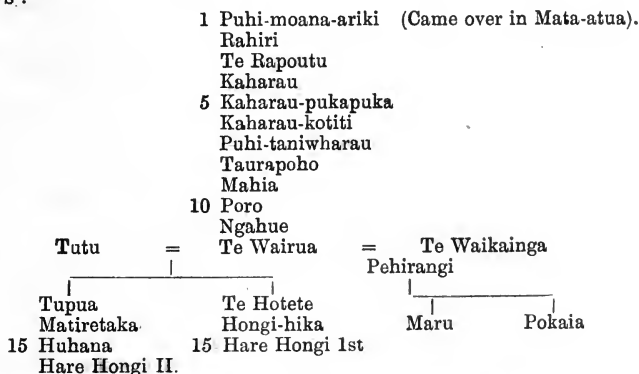 s:
1 Puhi-moana-ariki (Came over in Mata-atua).
Rahiri
Te Rapoutu
Kaharau
5 Kaharau-pukapuka
Kaharau-kotiti
Puhi-taniwharau
Taurapoho
Mahia
10 Poro
Ngahue
Tutu = Te Wairua = Te Waikainga
Pehirangi
Tupua Te Hotete
Matiretaka Hongi-hika Maru Pokaia
15 Huhana 15 Hare Hongi 1st
Hare Hongi II.